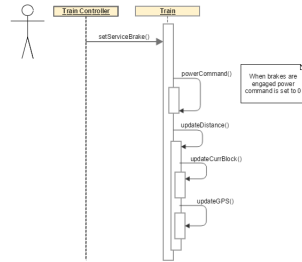 Train Controller
Train
setServiceBrake()
powerCommand()
When brakes are
engaged power
command is set to 0
updateDistance()
updateCurrBlock()
updateGPS()